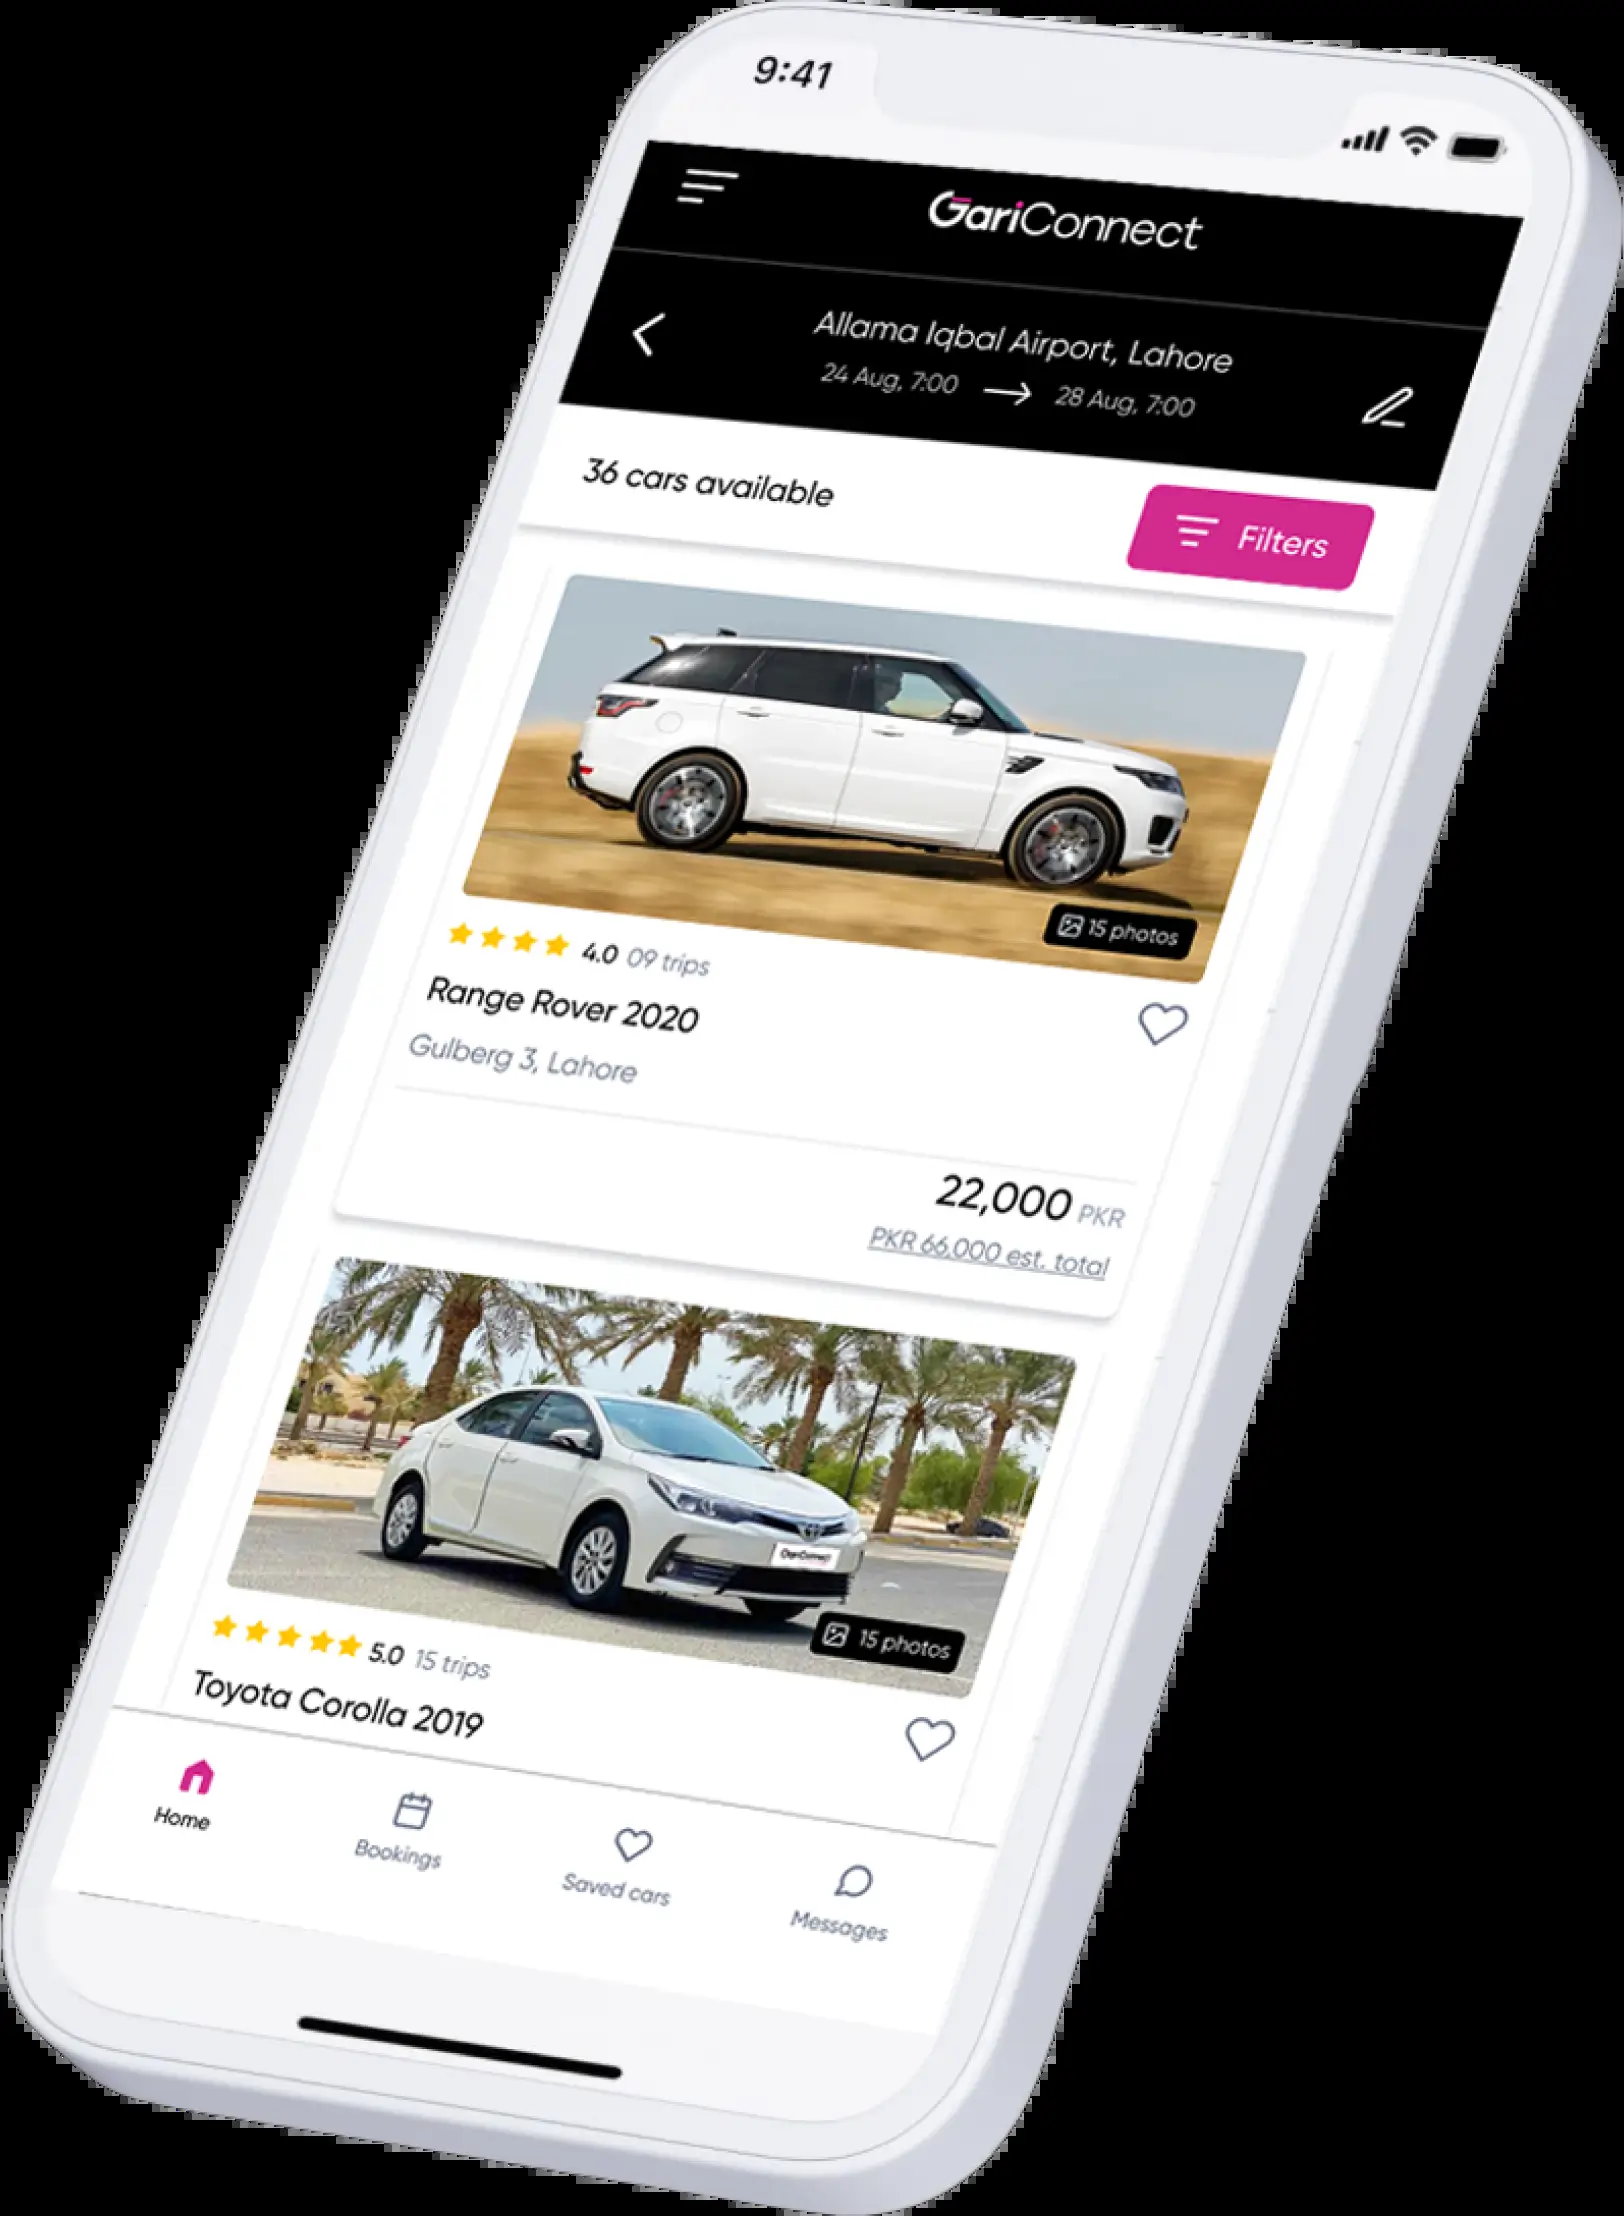 9:41
GariConnect
Allama Iqbal Airport, Lahore
24 Aug, 7:00 → 28 Aug, 7:00
36 cars available
Filters
15 photos
4.0 09 trips
Range Rover 2020
Gulberg 3, Lahore
22,000 PKR
PKR 66,000 est. total
GariConnect
15 photos
5.0 15 trips
Toyota Corolla 2019
Home
Bookings
Saved cars
Messages